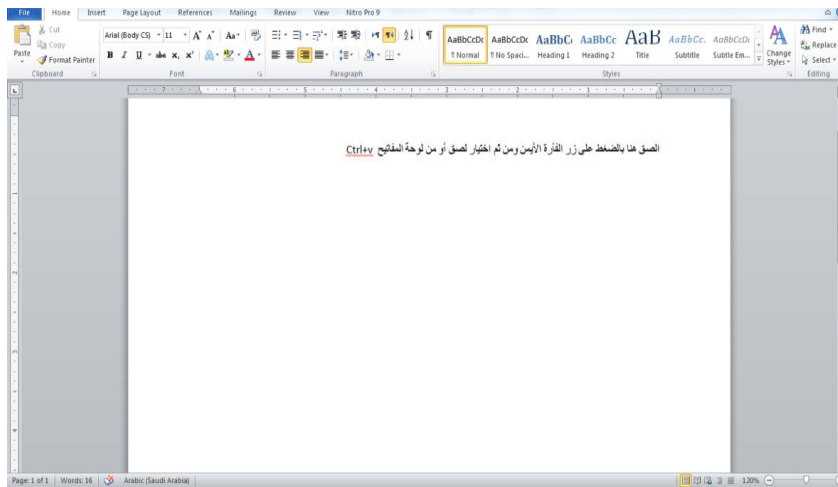 File Home Insert Page Layout References Mailings Review View Nitro Pro 9
Cut
Copy
Format Painter
Paste
Clipboard
Arial (Body CS) 11
Font
Paragraph
AaBbCcDc AaBbCcDc AaBbC AaBbCc AaB AaBbCc. AaBbCcDc
¶ Normal ¶ No Spaci... Heading 1 Heading 2 Title Subtitle Subtle Em...
Change Styles
Styles
Find
Replace
Select
Editing
الصق هنا بالضغط على زر الفأرة الأيمن ومن ثم اختيار لصق أو من لوحة المفاتيح Ctrl+v
Page: 1 of 1 Words: 16 Arabic (Saudi Arabia) 120%